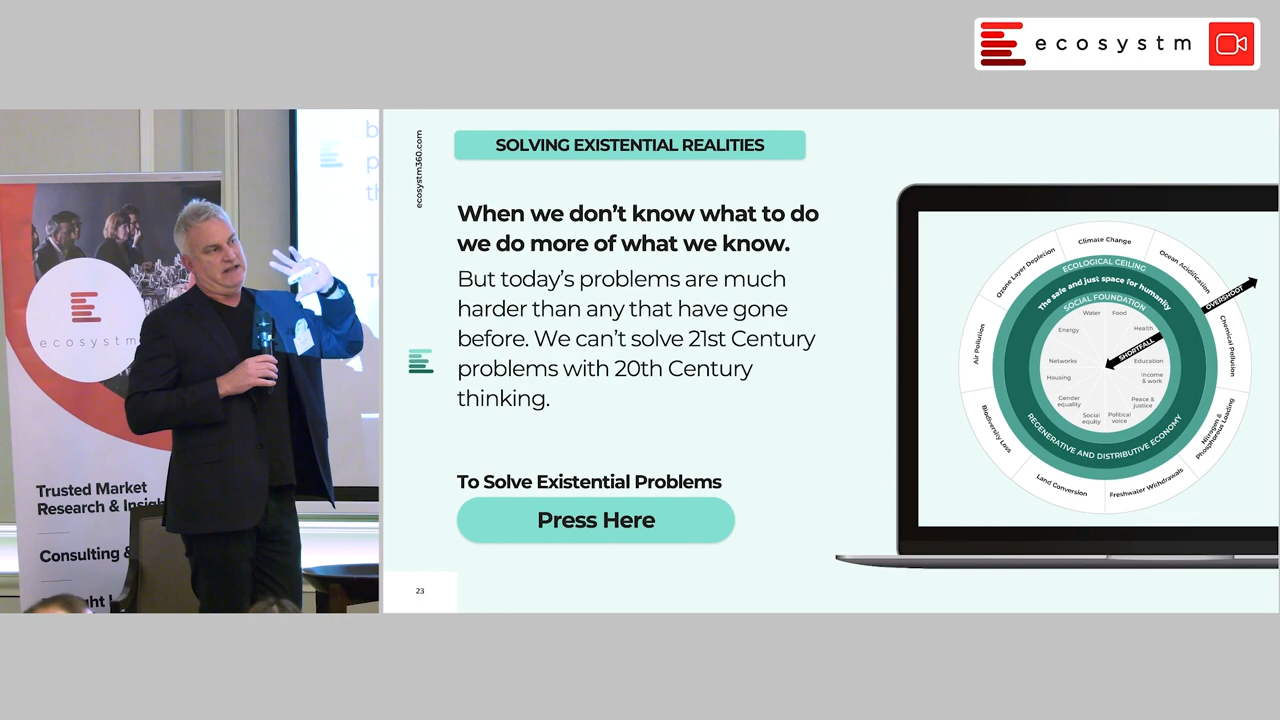 ecosystm
ecosystm
Trusted Market
Research & Insigh
Consulting &
ght I
b
p
th
T
ecosystm360.com
SOLVING EXISTENTIAL REALITIES
When we don't know what to do
we do more of what we know.
But today's problems are much
harder than any that have gone
before. We can't solve 21st Century
problems with 20th Century
thinking.
To Solve Existential Problems
Press Here
23
Climate Change
Ocean Acidification
Chemical Pollution
Nitrogen &
Phosphorous Loading
Freshwater Withdrawals
Land Conversion
Biodiversity Loss
Air Pollution
Ozone Layer Depletion
ECOLOGICAL CEILING
The safe and just space for humanity
SOCIAL FOUNDATION
OVERSHOOT
SHORTFALL
Water
Food
Health
Education
Income
& work
Peace &
justice
Political
voice
Social
equity
Gender
equality
Housing
Networks
Energy
REGENERATIVE AND DISTRIBUTIVE ECONOMY